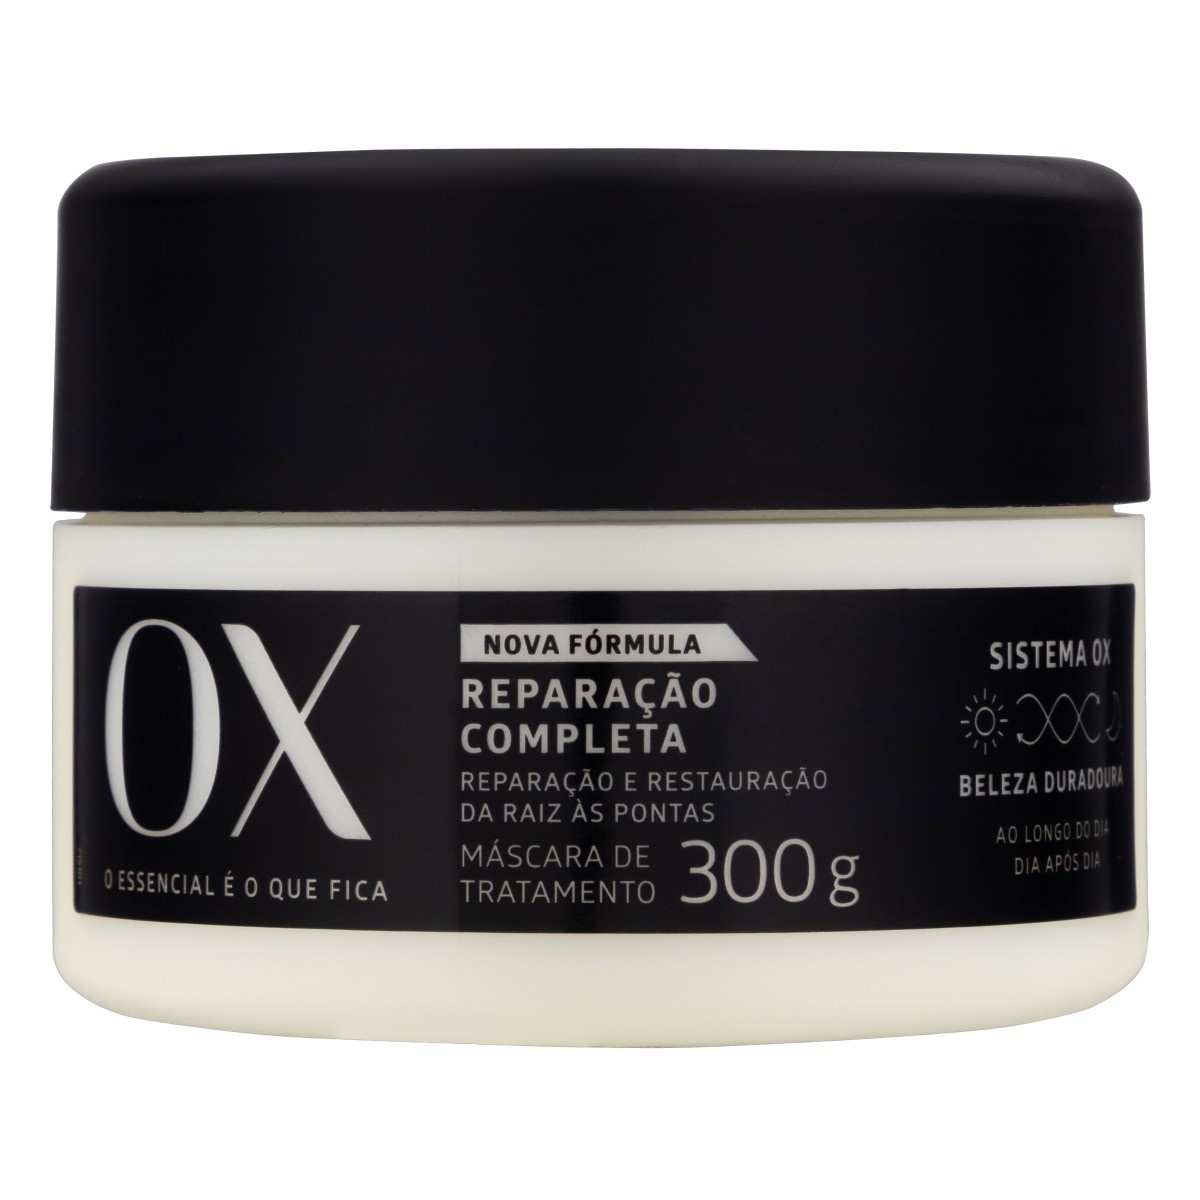 OX
O ESSENCIAL É O QUE FICA
NOVA FÓRMULA
REPARAÇÃO
COMPLETA
REPARAÇÃO E RESTAURAÇÃO
DA RAIZ ÀS PONTAS
MÁSCARA DE
TRATAMENTO 300g
SISTEMA OX
BELEZA DURADOURA
AO LONGO DO DIA
DIA APÓS DIA